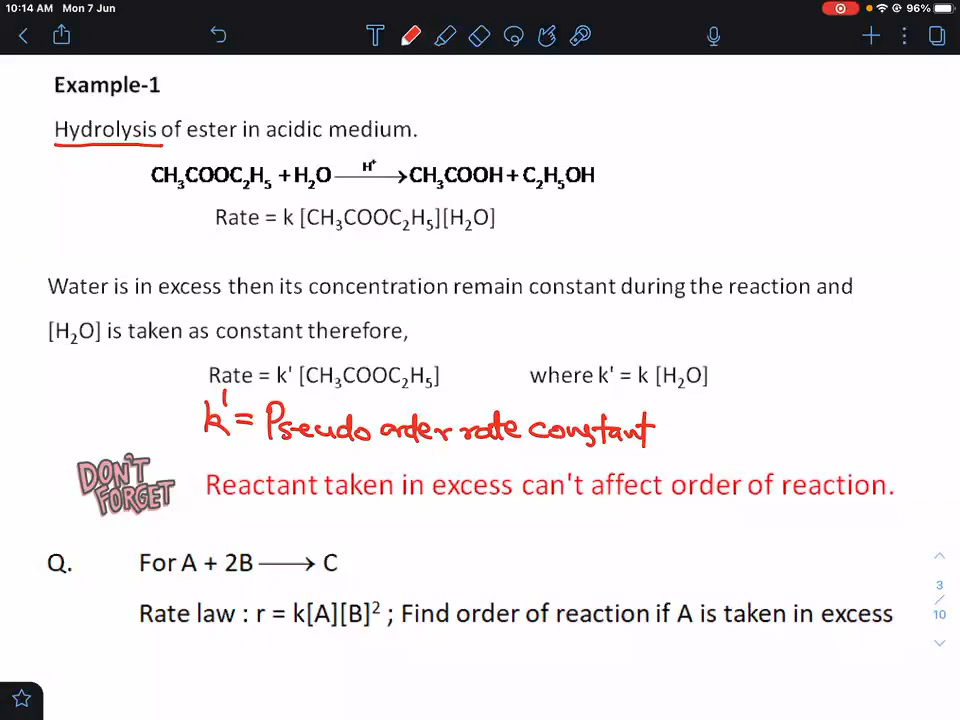 10:14 AM Mon 7 Jun
96%
Example-1
Hydrolysis of ester in acidic medium.
CH₃COOC₂H₅ + H₂O —H⁺→ CH₃COOH + C₂H₅OH
Rate = k [CH₃COOC₂H₅][H₂O]
Water is in excess then its concentration remain constant during the reaction and
[H₂O] is taken as constant therefore,
Rate = k' [CH₃COOC₂H₅] where k' = k [H₂O]
k' = Pseudo order rate constant
DON'T
FORGET
Reactant taken in excess can't affect order of reaction.
Q. For A + 2B ⟶ C
Rate law : r = k[A][B]² ; Find order of reaction if A is taken in excess
3
/
10